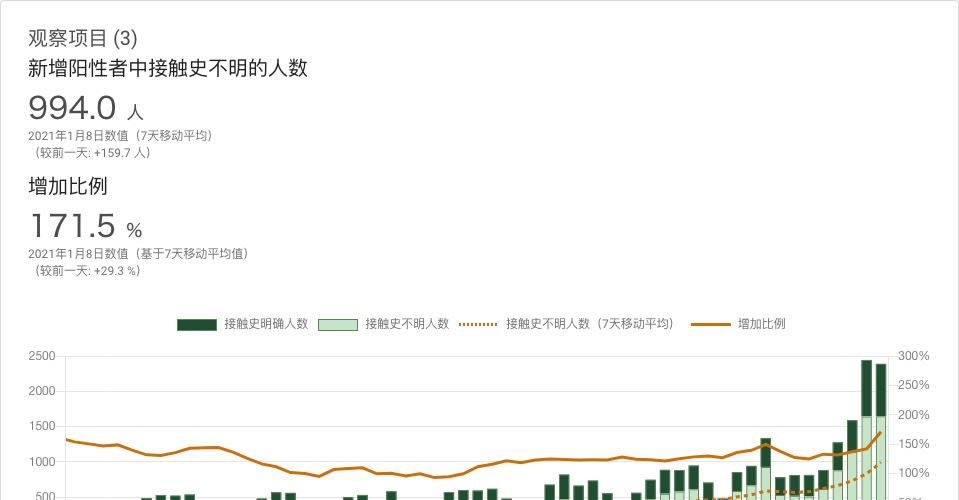 观察项目 (3)
新增阳性者中接触史不明的人数
994.0 人
2021年1月8日数值（7天移动平均）
（较前一天: +159.7 人）
增加比例
171.5 %
2021年1月8日数值（基于7天移动平均值）
（较前一天: +29.3 %）
接触史明确人数 接触史不明人数 接触史不明人数（7天移动平均） 增加比例
2500 300%
250%
2000
200%
1500
150%
1000
100%
500